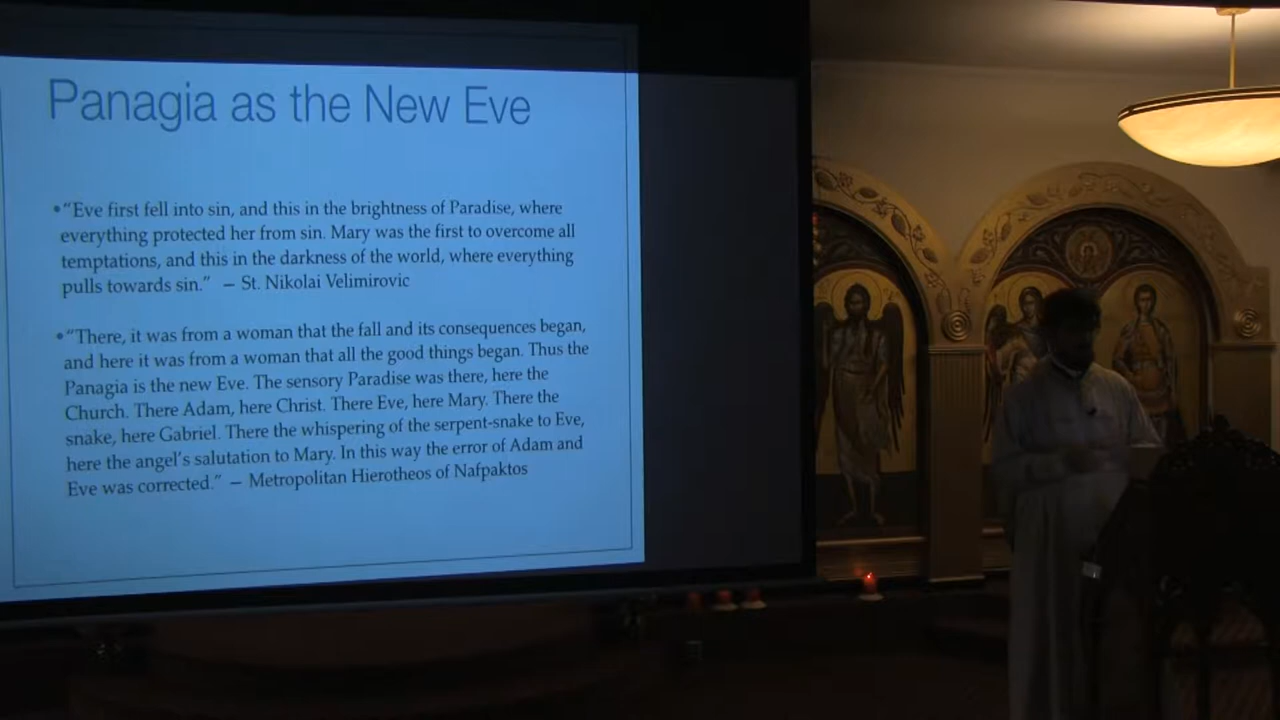 Panagia as the New Eve
•“Eve first fell into sin, and this in the brightness of Paradise, where
everything protected her from sin. Mary was the first to overcome all
temptations, and this in the darkness of the world, where everything
pulls towards sin.” – St. Nikolai Velimirovic
•“There, it was from a woman that the fall and its consequences began,
and here it was from a woman that all the good things began. Thus the
Panagia is the new Eve. The sensory Paradise was there, here the
Church. There Adam, here Christ. There Eve, here Mary. There the
snake, here Gabriel. There the whispering of the serpent-snake to Eve,
here the angel’s salutation to Mary. In this way the error of Adam and
Eve was corrected.” – Metropolitan Hierotheos of Nafpaktos